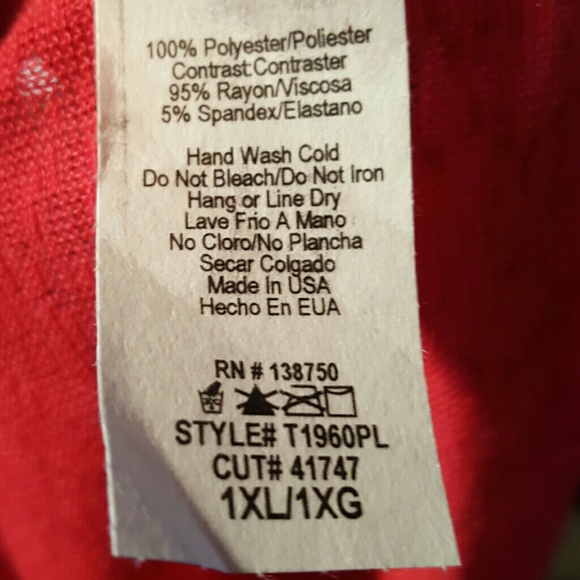 100% Polyester/Poliester
Contrast:Contraster
95% Rayon/Viscosa
5% Spandex/Elastano
Hand Wash Cold
Do Not Bleach/Do Not Iron
Hang or Line Dry
Lave Frio A Mano
No Cloro/No Plancha
Secar Colgado
Made In USA
Hecho En EUA
RN # 138750
STYLE# T1960PL
CUT# 41747
1XL/1XG